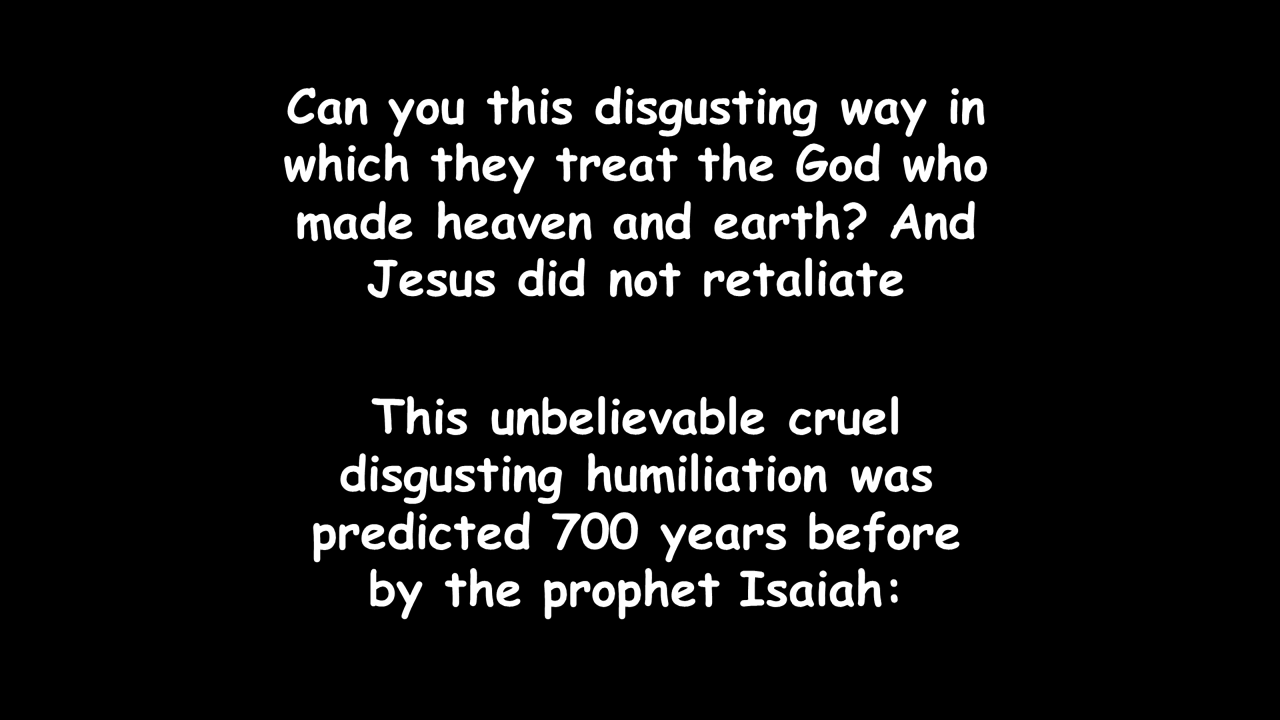 Can you this disgusting way in
which they treat the God who
made heaven and earth? And
Jesus did not retaliate
This unbelievable cruel
disgusting humiliation was
predicted 700 years before
by the prophet Isaiah: